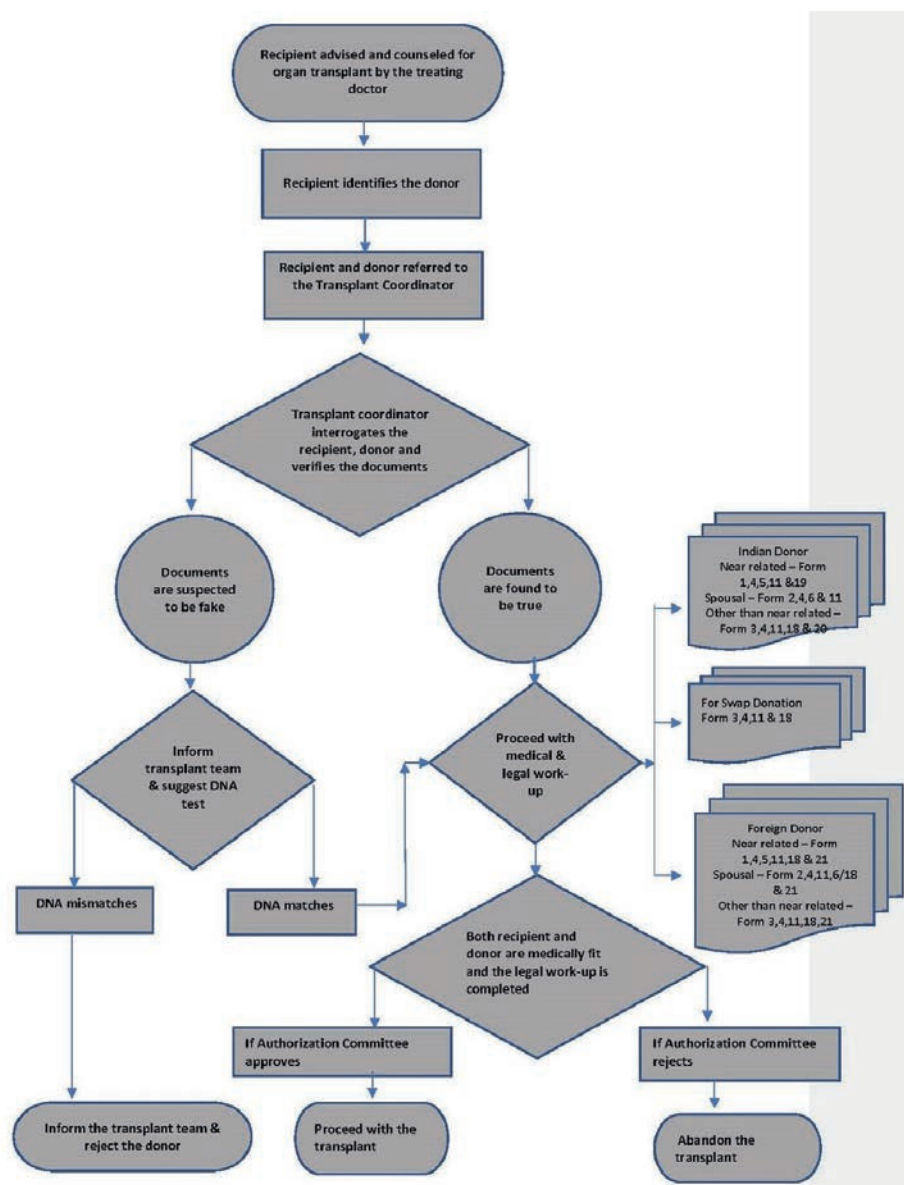 Recipient advised and counseled for
organ transplant by the treating
doctor
Recipient identifies the donor
Recipient and donor referred to
the Transplant Coordinator
Transplant coordinator
interrogates the
recipient, donor and
verifies the documents
Documents
are suspected
to be fake
Documents
are found to
be true
Indian Donor
Near related – Form
1,4,5,11 &19
Spousal – Form 2,4,6 & 11
Other than near related –
Form 3,4,11,18 & 20
For Swap Donation
Form 3,4,11 & 18
Inform
transplant team
& suggest DNA
test
Proceed with
medical &
legal work-
up
Foreign Donor
Near related – Form
1,4,5,11,18 & 21
Spousal – Form 2,4,11,6/18
& 21
Other than near related –
Form 3,4,11,18,21
DNA mismatches
DNA matches
Both recipient and
donor are medically fit
and the legal work-up is
completed
If Authorization Committee
approves
If Authorization Committee
rejects
Inform the transplant team &
reject the donor
Proceed with the
transplant
Abandon the
transplant